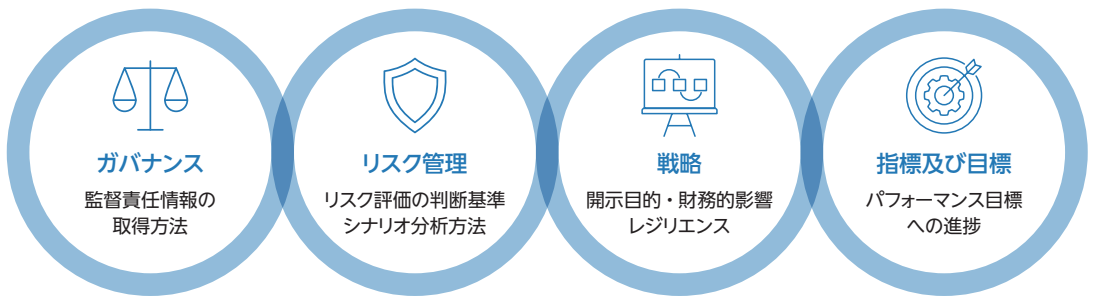 ガバナンス
監督責任情報の
取得方法
リスク管理
リスク評価の判断基準
シナリオ分析方法
戦略
開示目的・財務的影響
レジリエンス
指標及び目標
パフォーマンス目標
への進捗